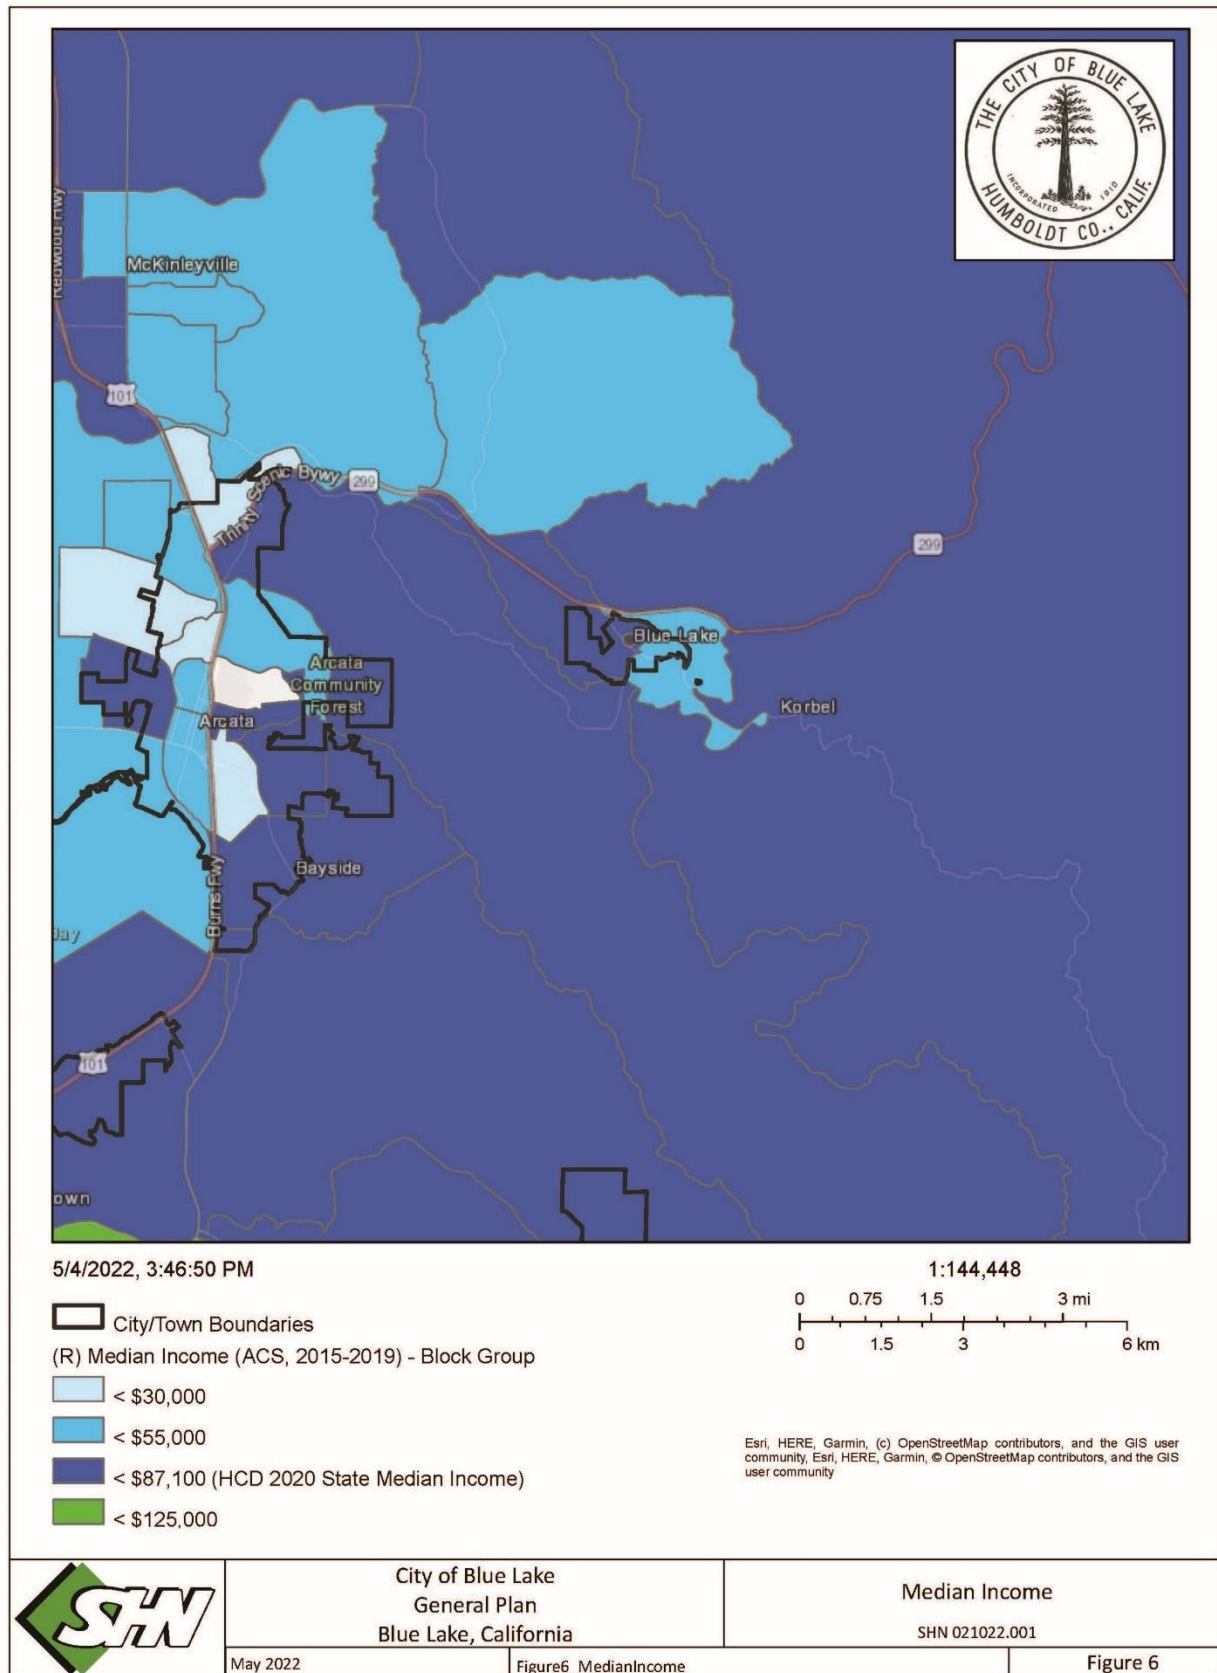 THE CITY OF BLUE LAKE
INCORPORATED 1910
HUMBOLDT CO., CALIF.
Redwood Hwy
McKinleyville
101
Trinity Scenic Bywy
299
299
Blue Lake
Arcata
Community
Forest
Arcata
Korbel
Burns Fwy
Bayside
Bay
101
own
5/4/2022, 3:46:50 PM
1:144,448
0 0.75 1.5 3 mi
0 1.5 3 6 km
City/Town Boundaries
(R) Median Income (ACS, 2015-2019) - Block Group
< $30,000
< $55,000
< $87,100 (HCD 2020 State Median Income)
< $125,000
Esri, HERE, Garmin, (c) OpenStreetMap contributors, and the GIS user
community, Esri, HERE, Garmin, © OpenStreetMap contributors, and the GIS
user community
SHN
City of Blue Lake
General Plan
Blue Lake, California
Median Income
SHN 021022.001
May 2022
Figure6_MedianIncome
Figure 6